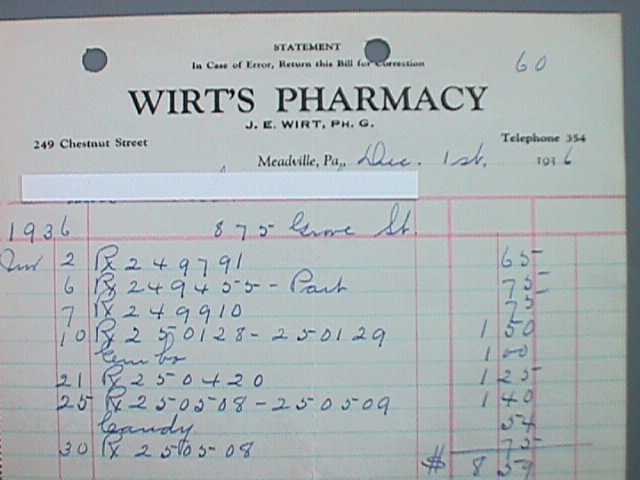 STATEMENT
In Case of Error, Return this Bill for Correction
60
WIRT'S PHARMACY
J. E. WIRT, PH. G.
249 Chestnut Street
Telephone 354
Meadville, Pa., Dec. 1st. 1936
1936 875 Grove St.
2 Rx 249791 65
6 Rx 249455 - Part 75
7 Rx 249910 75
10 Rx 250128 - 250129 1 50
1 00
21 Rx 250420 1 25
25 Rx 250508 - 250509 1 40
Candy 54
30 Rx 250508 75
$ 8 59